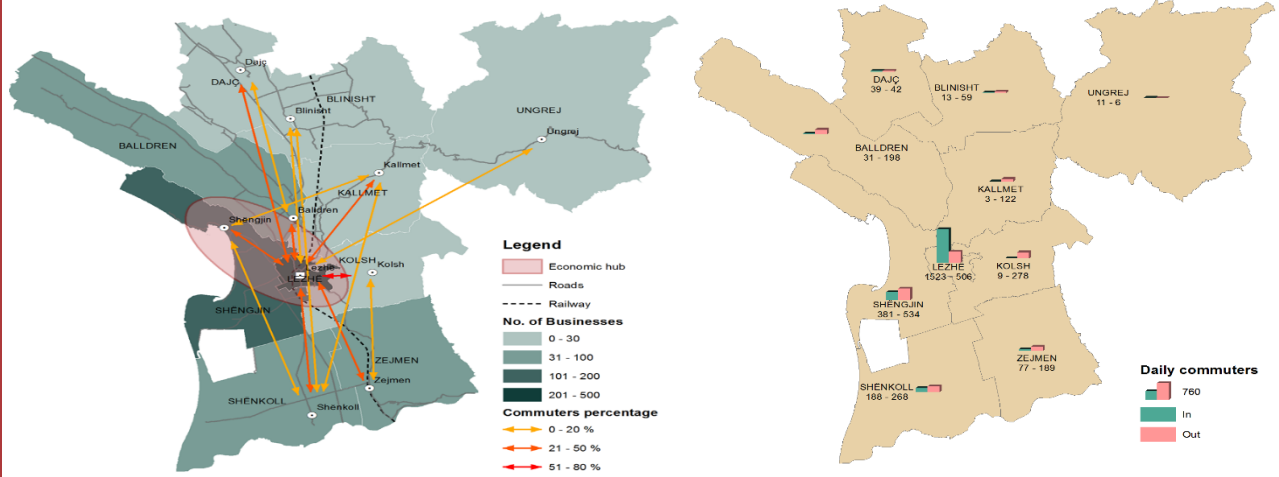 Dajç
DAJÇ
BLINISHT
Blinisht
UNGREJ
Ungrej
BALLDREN
Kallmet
KALLMET
Balldren
Shëngjin
KOLSH
Kolsh
Lezhe
LEZHE
SHËNGJIN
ZEJMEN
Zejmen
SHËNKOLL
Shënkoll
Legend
Economic hub
Roads
Railway
No. of Businesses
0 - 30
31 - 100
101 - 200
201 - 500
Commuters percentage
0 - 20 %
21 - 50 %
51 - 80 %
DAJÇ
39 - 42
BLINISHT
13 - 59
UNGREJ
11 - 6
BALLDREN
31 - 198
KALLMET
3 - 122
LEZHE
1523 - 506
KOLSH
9 - 278
SHËNGJIN
381 - 534
ZEJMEN
77 - 189
SHËNKOLL
188 - 268
Daily commuters
760
In
Out